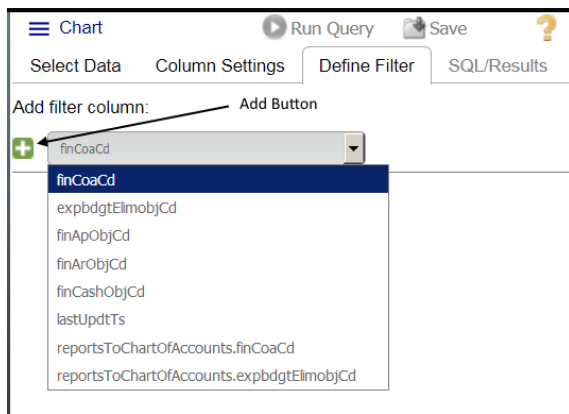 Chart Run Query Save ?
Select Data Column Settings Define Filter SQL/Results
Add filter column: Add Button
finCoaCd
finCoaCd
expbdgtElimobjCd
finApObjCd
finArObjCd
finCashObjCd
lastUpdtTs
reportsToChartOfAccounts.finCoaCd
reportsToChartOfAccounts.expbdgtElimobjCd